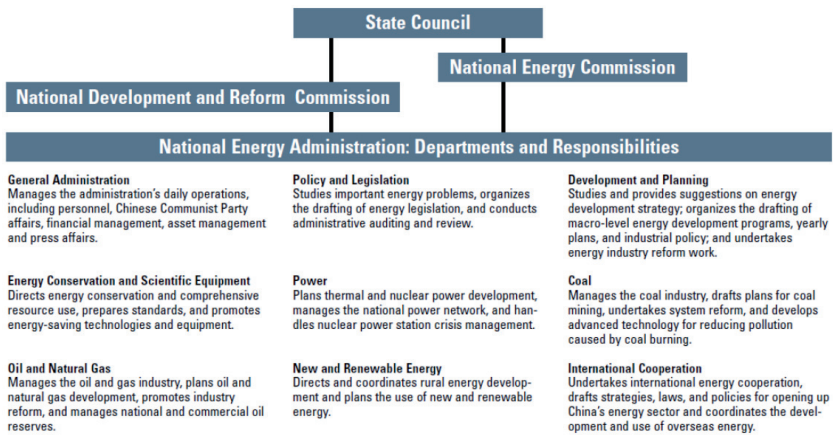 State Council
National Energy Commission
National Development and Reform Commission
National Energy Administration: Departments and Responsibilities
General Administration
Manages the administration's daily operations,
including personnel, Chinese Communist Party
affairs, financial management, asset management
and press affairs.
Policy and Legislation
Studies important energy problems, organizes
the drafting of energy legislation, and conducts
administrative auditing and review.
Development and Planning
Studies and provides suggestions on energy
development strategy; organizes the drafting of
macro-level energy development programs, yearly
plans, and industrial policy; and undertakes
energy industry reform work.
Energy Conservation and Scientific Equipment
Directs energy conservation and comprehensive
resource use, prepares standards, and promotes
energy-saving technologies and equipment.
Power
Plans thermal and nuclear power development,
manages the national power network, and han-
dles nuclear power station crisis management.
Coal
Manages the coal industry, drafts plans for coal
mining, undertakes system reform, and develops
advanced technology for reducing pollution
caused by coal burning.
Oil and Natural Gas
Manages the oil and gas industry, plans oil and
natural gas development, promotes industry
reform, and manages national and commercial oil
reserves.
New and Renewable Energy
Directs and coordinates rural energy develop-
ment and plans the use of new and renewable
energy.
International Cooperation
Undertakes international energy cooperation,
drafts strategies, laws, and policies for opening up
China's energy sector and coordinates the devel-
opment and use of overseas energy.